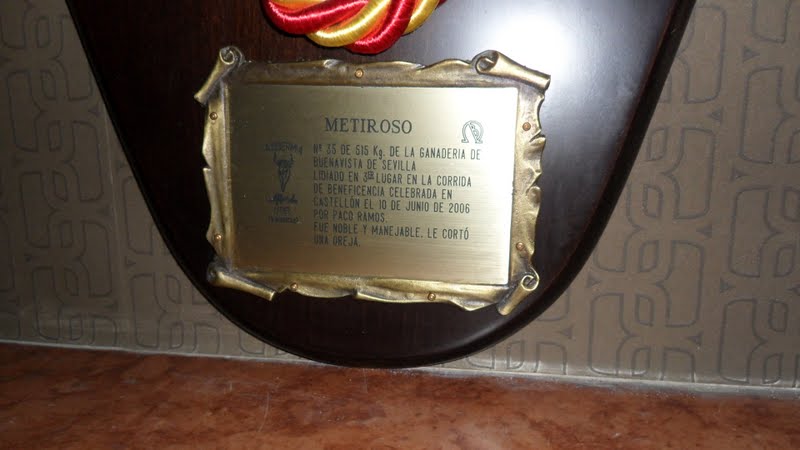 METIROSO
Nº 35 DE 515 Kg. DE LA GANADERIA DE
BUENAVISTA DE SEVILLA
LIDIADO EN 3ER LUGAR EN LA CORRIDA
DE BENEFICENCIA CELEBRADA EN
CASTELLÓN EL 10 DE JUNIO DE 2006
POR PACO RAMOS.
FUE NOBLE Y MANEJABLE. LE CORTÓ
UNA OREJA.